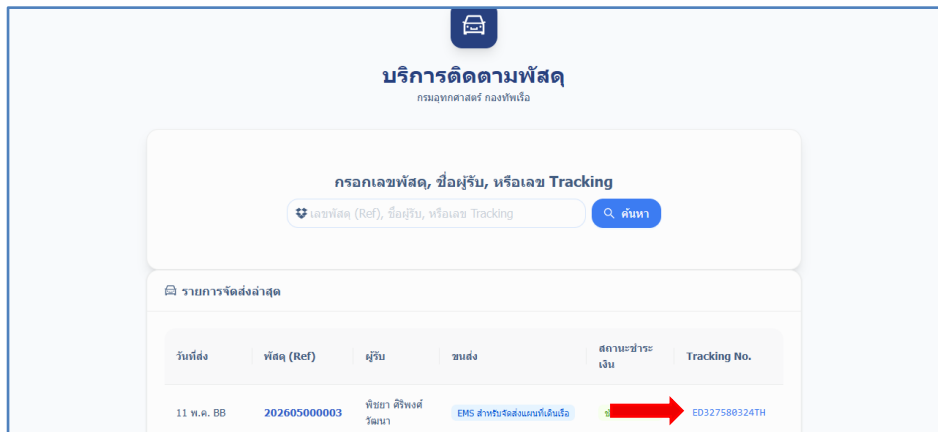 บริการติดตามพัสดุ
กรมอุทกศาสตร์ กองทัพเรือ
กรอกเลขพัสดุ, ชื่อผู้รับ, หรือเลข Tracking
เลขพัสดุ (Ref), ชื่อผู้รับ, หรือเลข Tracking
ค้นหา
รายการจัดส่งล่าสุด
วันที่ส่ง พัสดุ (Ref) ผู้รับ ขนส่ง สถานะชำระ
เงิน Tracking No.
11 พ.ค. BB 202605000003 พิชยา ศิริพงศ์
วัฒนา EMS สำหรับจัดส่งแผนที่เดินเรือ ED327580324TH